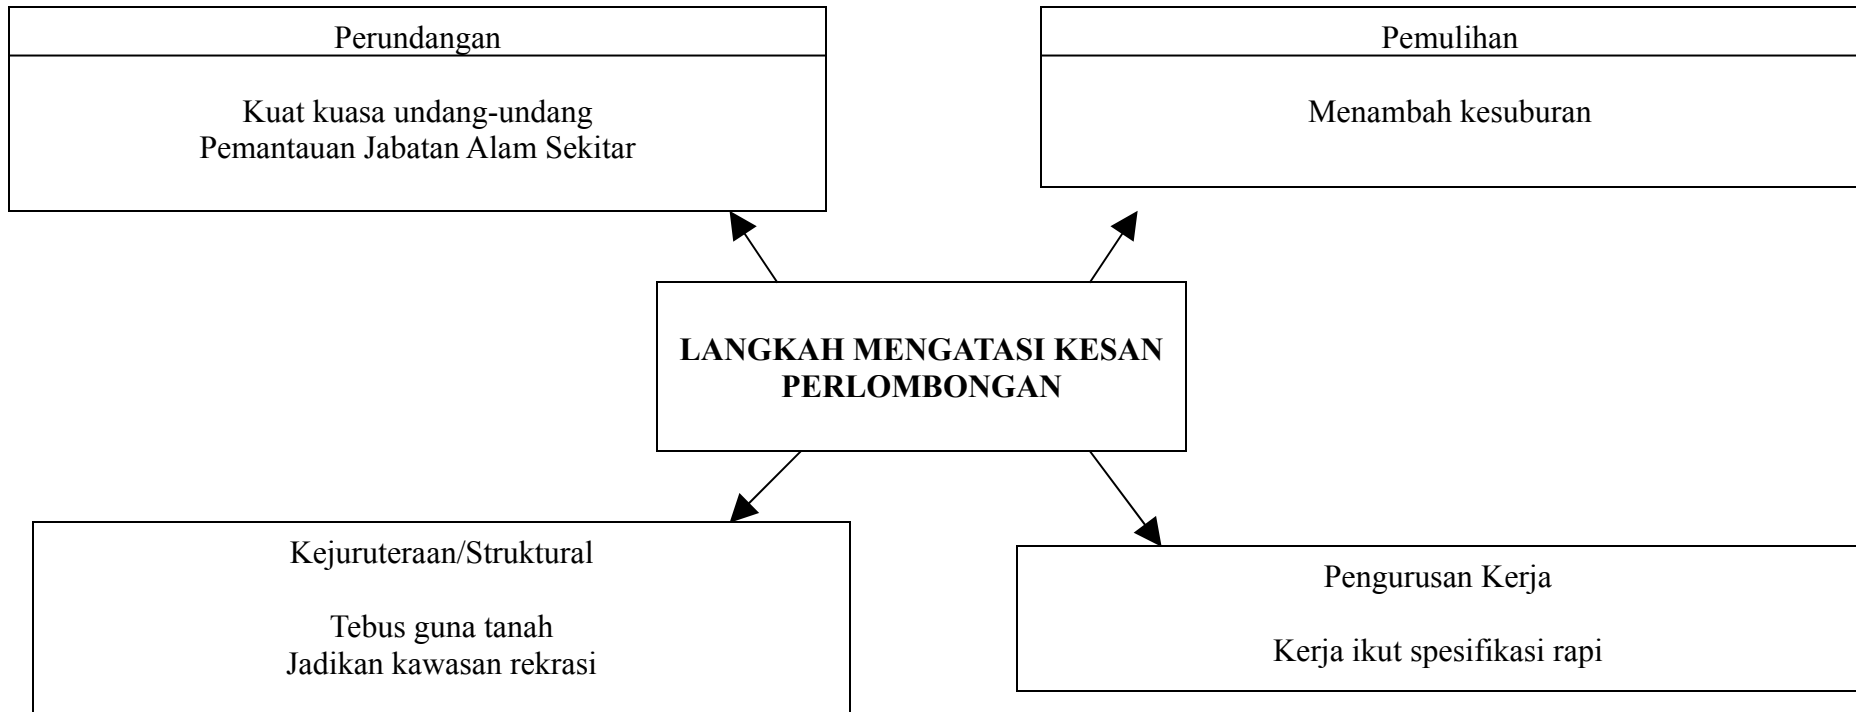 Perundangan
Kuat kuasa undang-undang
Pemantauan Jabatan Alam Sekitar
Pemulihan
Menambah kesuburan
LANGKAH MENGATASI KESAN
PERLOMBONGAN
Kejuruteraan/Struktural
Tebus guna tanah
Jadikan kawasan rekrasi
Pengurusan Kerja
Kerja ikut spesifikasi rapi